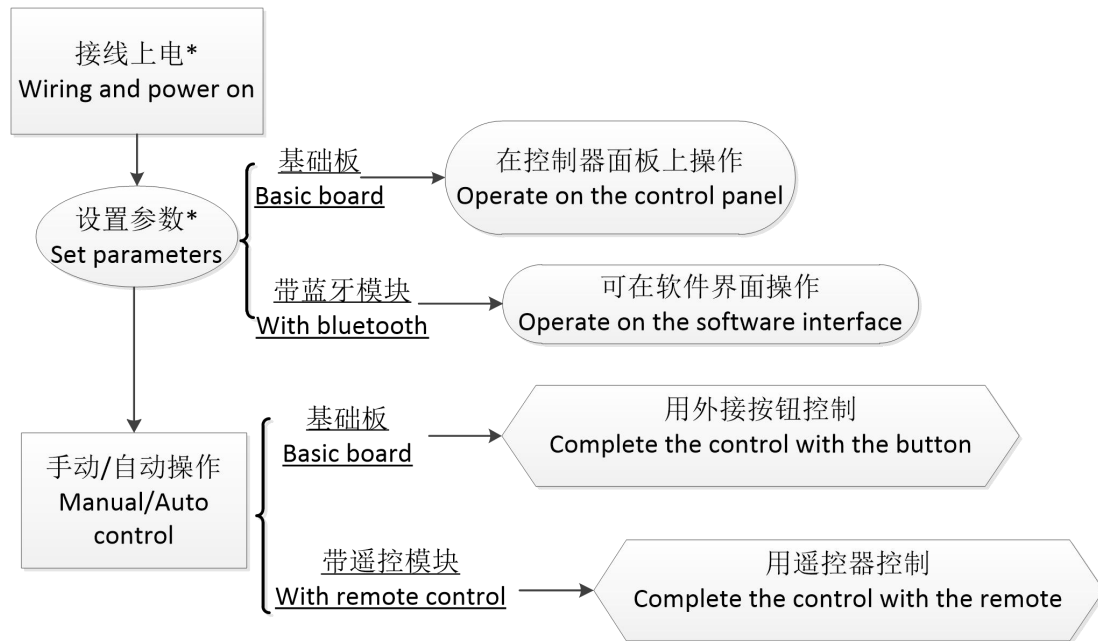 接线上电*
Wiring and power on
基础板
Basic board
在控制器面板上操作
Operate on the control panel
设置参数*
Set parameters
带蓝牙模块
With bluetooth
可在软件界面操作
Operate on the software interface
基础板
Basic board
用外接按钮控制
Complete the control with the button
手动/自动操作
Manual/Auto
control
带遥控模块
With remote control
用遥控器控制
Complete the control with the remote